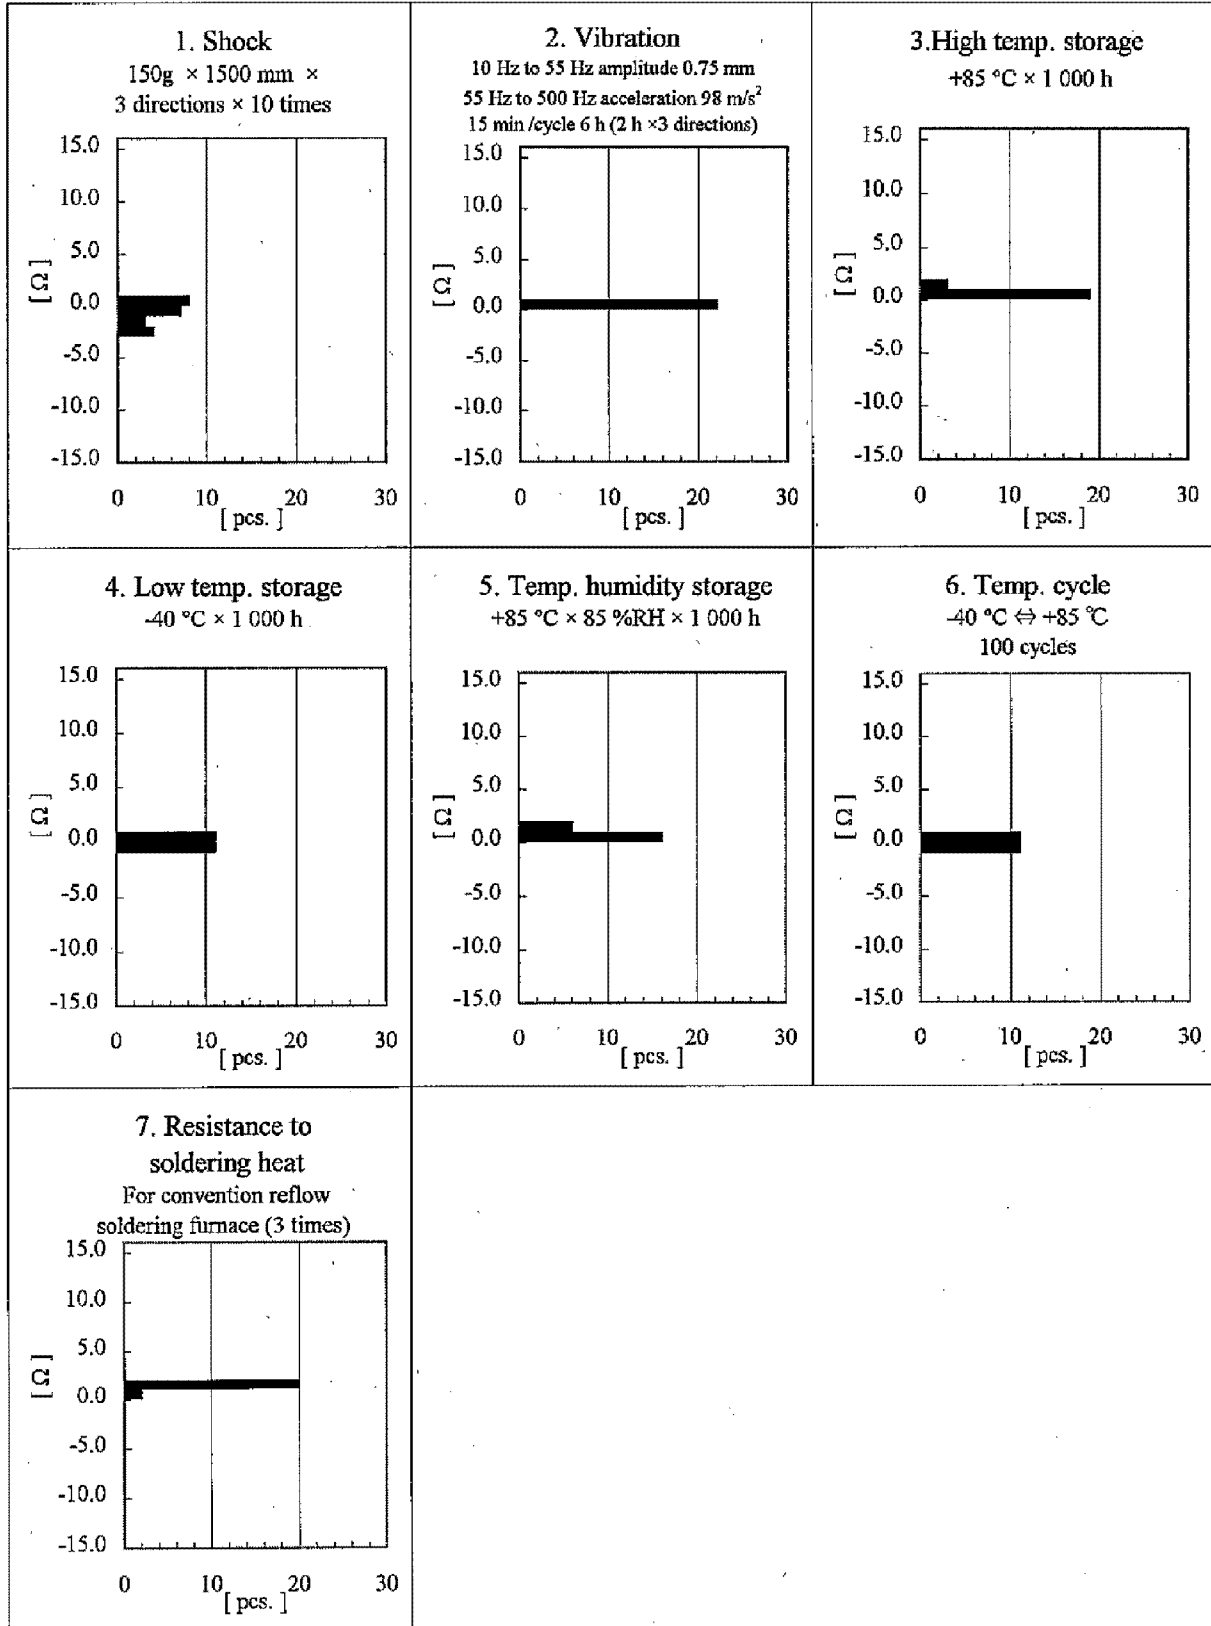 1. Shock
150g × 1500 mm ×
3 directions × 10 times
15.0
10.0
5.0
0.0
-5.0
-10.0
-15.0
[ Ω ]
0 10 20 30
[ pcs. ]
2. Vibration
10 Hz to 55 Hz amplitude 0.75 mm
55 Hz to 500 Hz acceleration 98 m/s²
15 min /cycle 6 h (2 h ×3 directions)
15.0
10.0
5.0
0.0
-5.0
-10.0
-15.0
[ Ω ]
0 10 20 30
[ pcs. ]
3.High temp. storage
+85 °C × 1 000 h
15.0
10.0
5.0
0.0
-5.0
-10.0
-15.0
[ Ω ]
0 10 20 30
[ pcs. ]
4. Low temp. storage
-40 °C × 1 000 h
15.0
10.0
5.0
0.0
-5.0
-10.0
-15.0
[ Ω ]
0 10 20 30
[ pcs. ]
5. Temp. humidity storage
+85 °C × 85 %RH × 1 000 h
15.0
10.0
5.0
0.0
-5.0
-10.0
-15.0
[ Ω ]
0 10 20 30
[ pcs. ]
6. Temp. cycle
-40 °C ⇔ +85 °C
100 cycles
15.0
10.0
5.0
0.0
-5.0
-10.0
-15.0
[ Ω ]
0 10 20 30
[ pcs. ]
7. Resistance to
soldering heat
For convention reflow
soldering furnace (3 times)
15.0
10.0
5.0
0.0
-5.0
-10.0
-15.0
[ Ω ]
0 10 20 30
[ pcs. ]